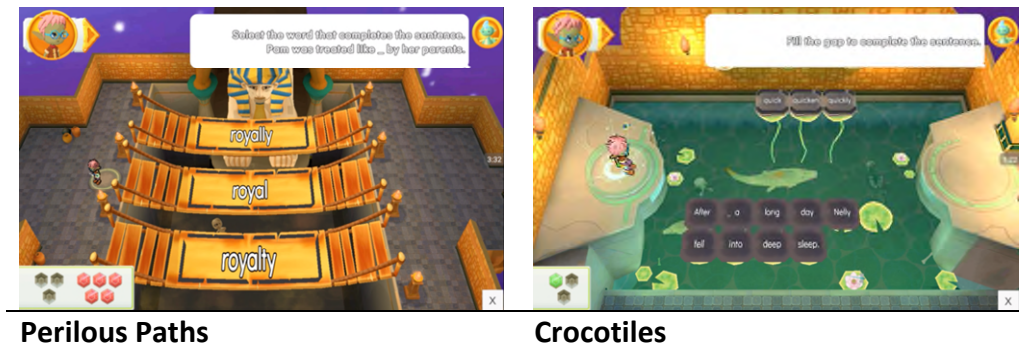 Select the word that completes the sentence.
Pam was treated like _ by her parents.
royally
royal
royalty
3:32
X
Perilous Paths
Fill the gap to complete the sentence.
quick quicken quickly
After a long day Nelly
fell into deep sleep.
X
Crocotiles